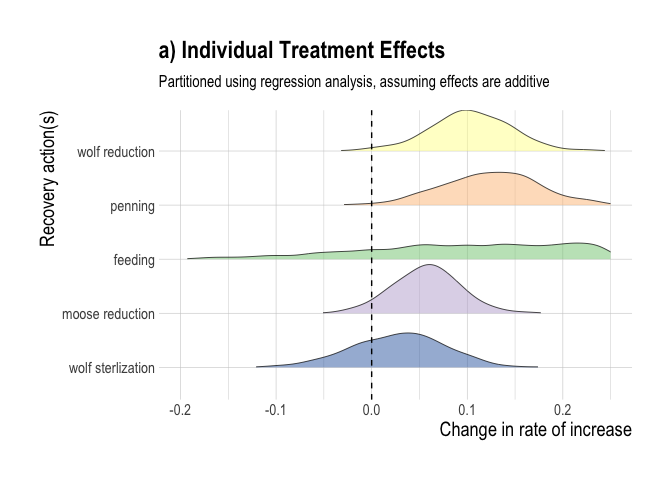 a) Individual Treatment Effects
Partitioned using regression analysis, assuming effects are additive
Recovery action(s)
wolf reduction
penning
feeding
moose reduction
wolf sterlization
-0.2 -0.1 0.0 0.1 0.2
Change in rate of increase